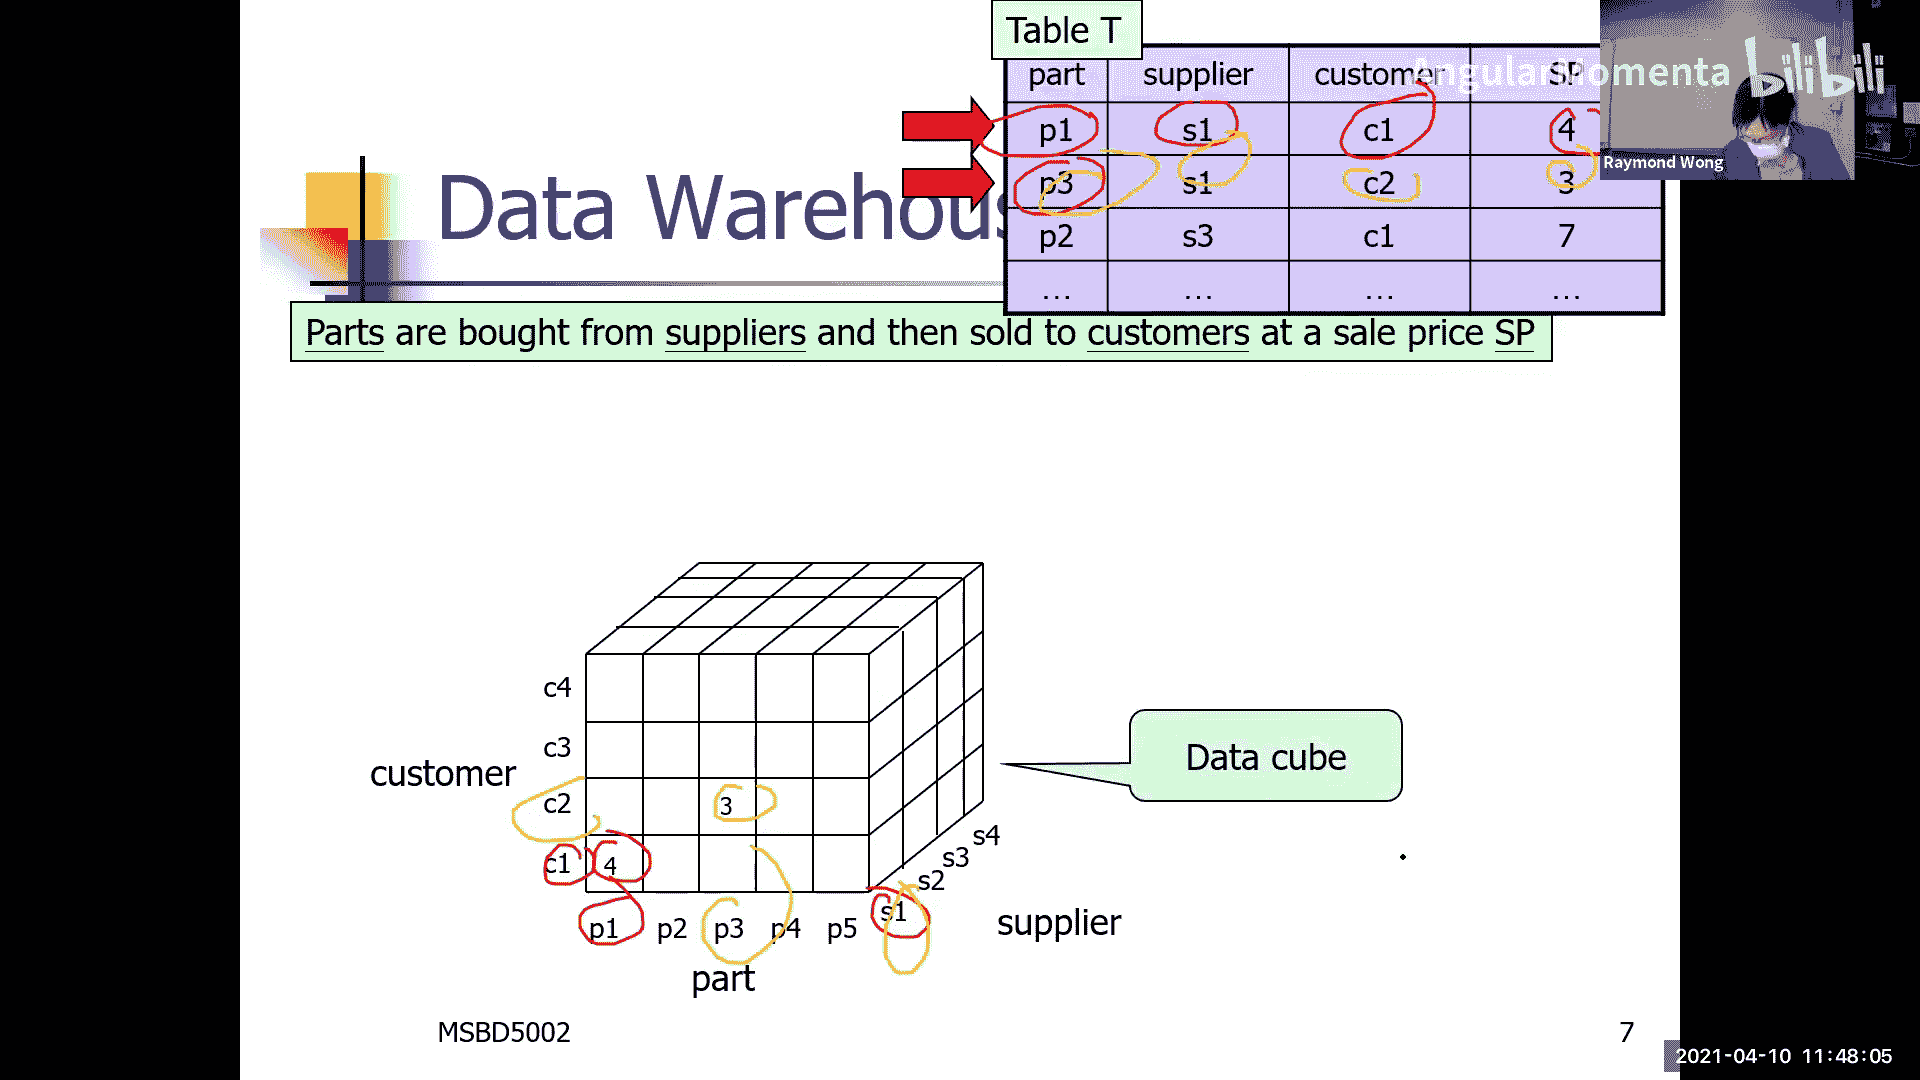 Table T
part supplier customer SP
p1 s1 c1 4
p3 s1 c2 3
p2 s3 c1 7
... ... ... ...
AngularMomenta bilibili
Raymond Wong
Data Warehous
Parts are bought from suppliers and then sold to customers at a sale price SP
c4
c3
customer
c2 3
c1 4
p1 p2 p3 p4 p5
s1
s2
s3
s4
supplier
part
Data cube
MSBD5002
7
2021-04-10 11:48:05